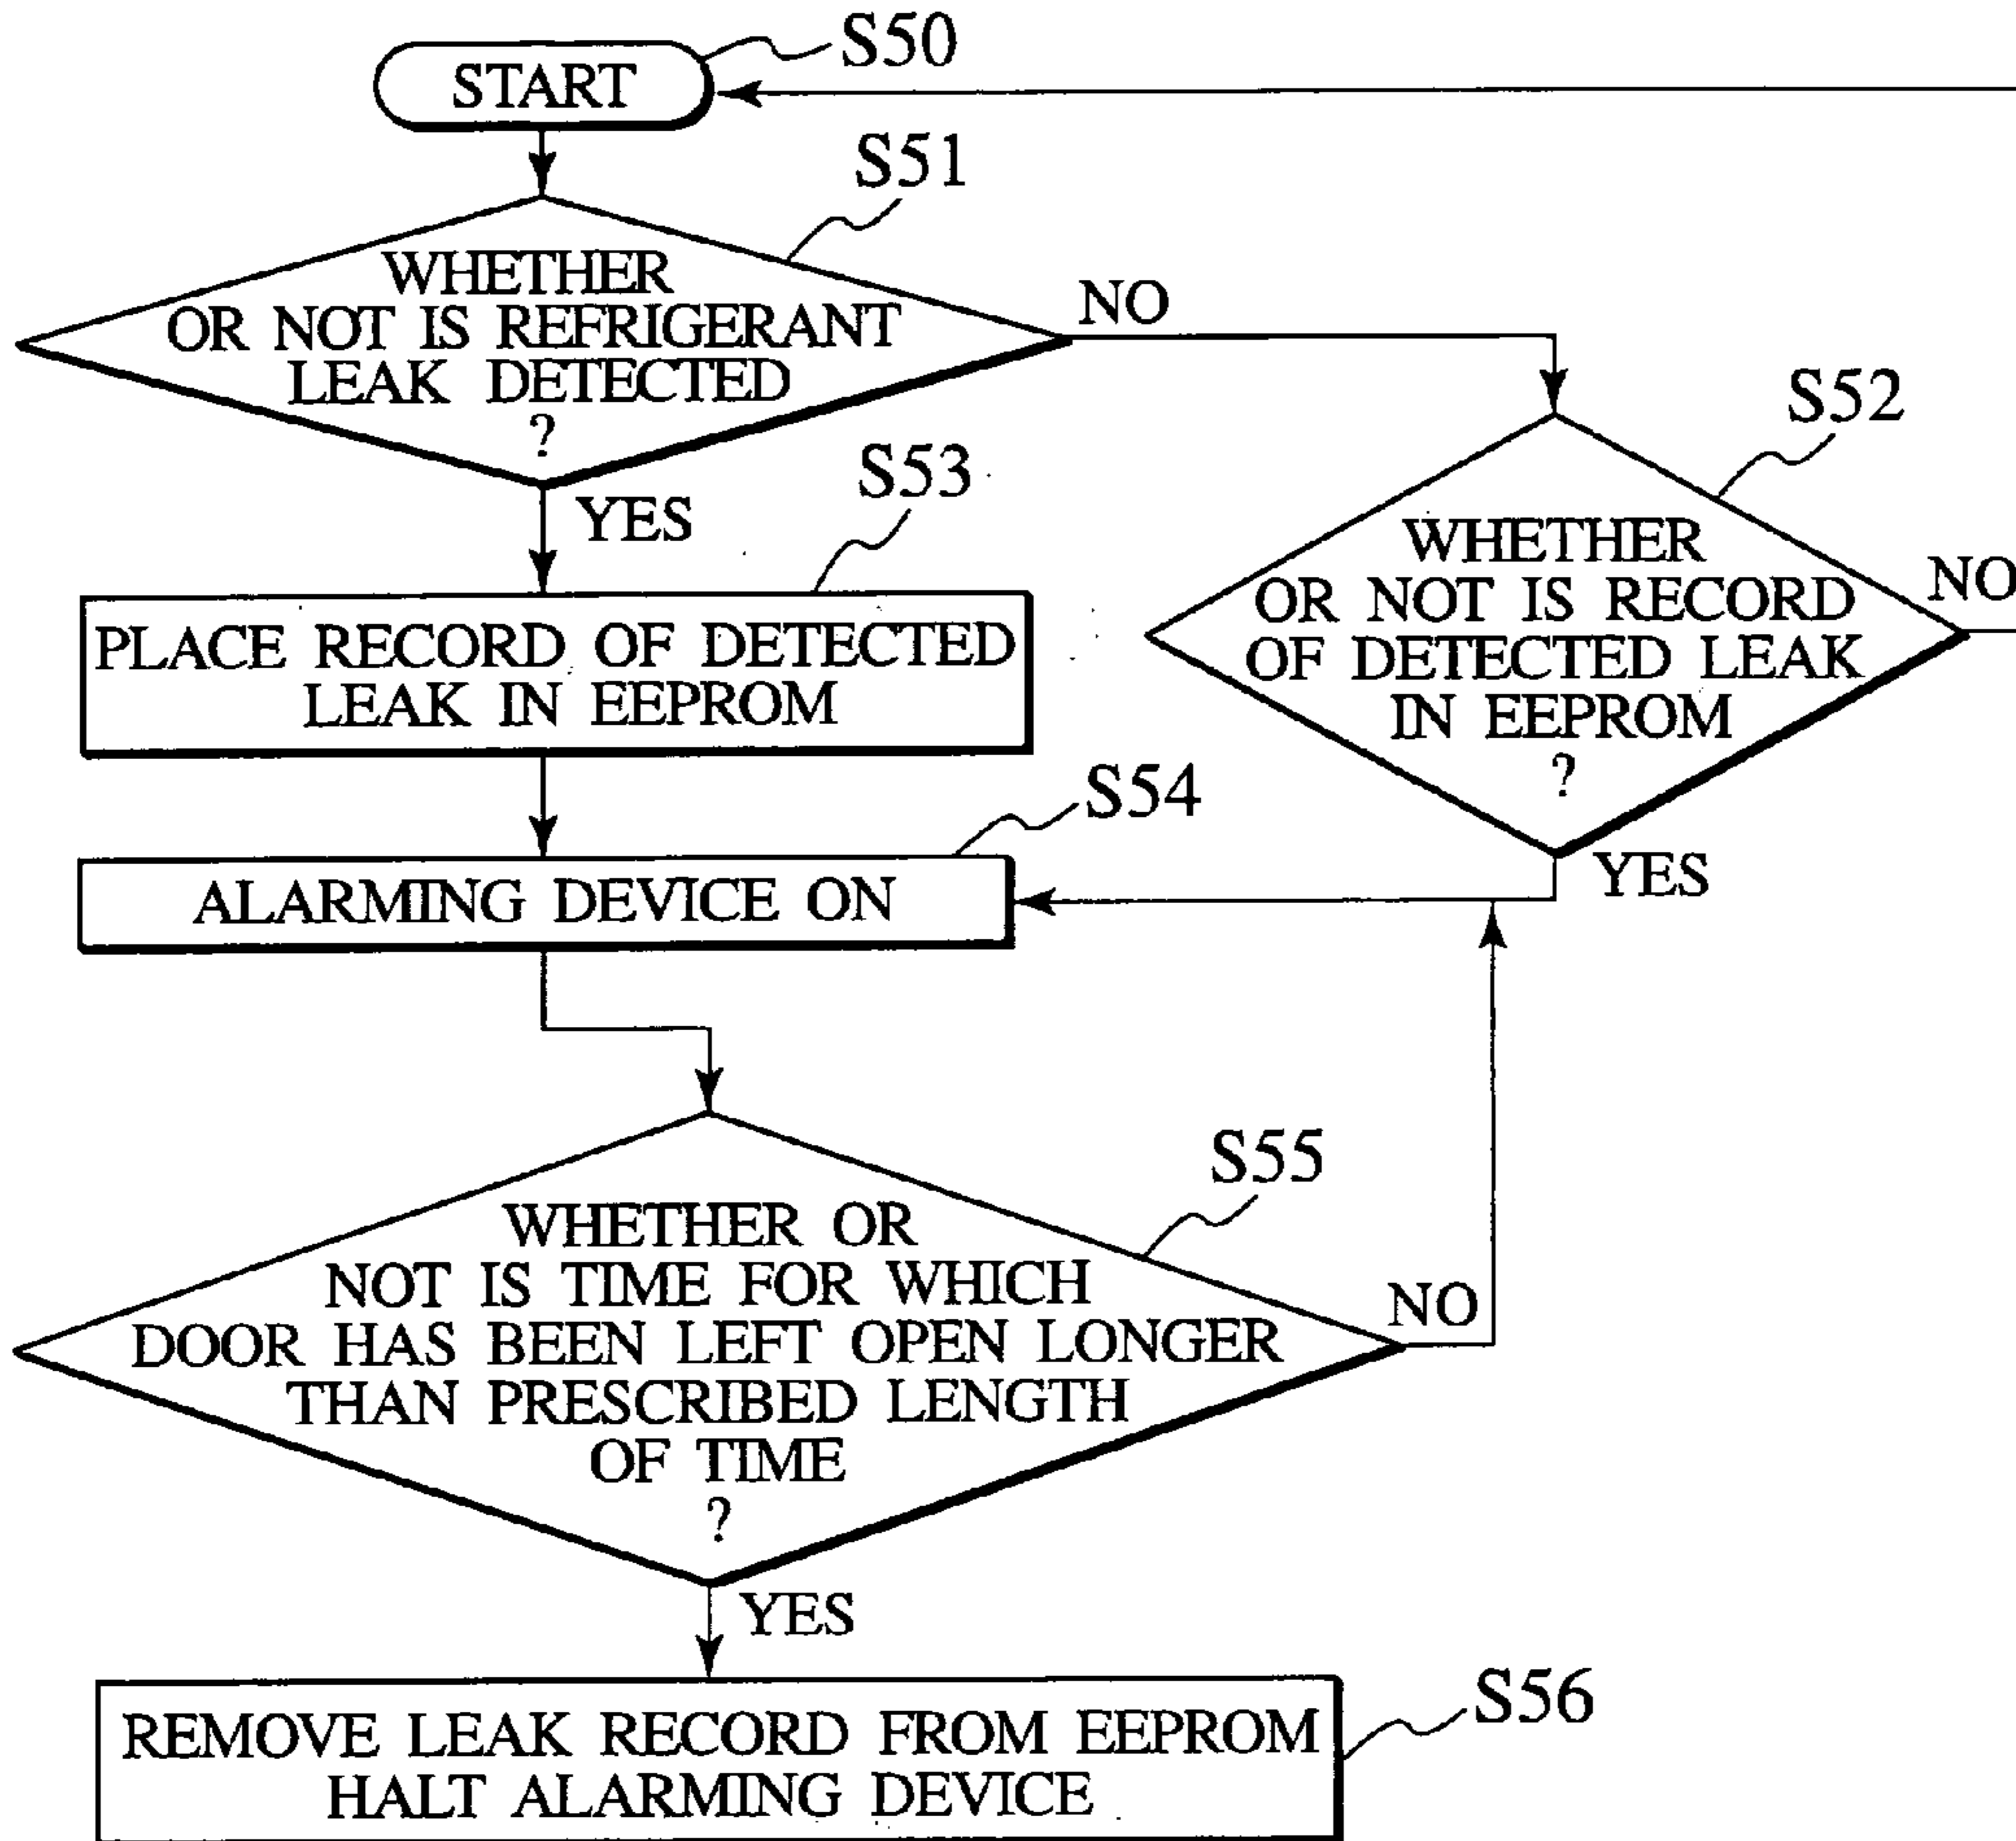 S50
START
S51
WHETHER
OR NOT IS REFRIGERANT
LEAK DETECTED
?
NO
YES
S52
WHETHER
OR NOT IS RECORD
OF DETECTED LEAK
IN EEPROM
?
NO
YES
S53
PLACE RECORD OF DETECTED
LEAK IN EEPROM
S54
ALARMING DEVICE ON
S55
WHETHER OR
NOT IS TIME FOR WHICH
DOOR HAS BEEN LEFT OPEN LONGER
THAN PRESCRIBED LENGTH
OF TIME
?
NO
YES
S56
REMOVE LEAK RECORD FROM EEPROM
HALT ALARMING DEVICE